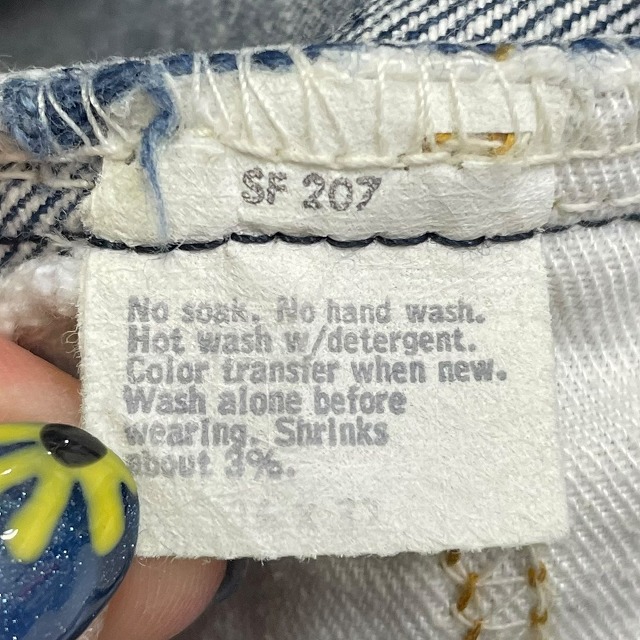 SF 207
No soak. No hand wash.
Hot wash w/detergent.
Color transfer when new.
Wash alone before
wearing. Shrinks
about 3%.